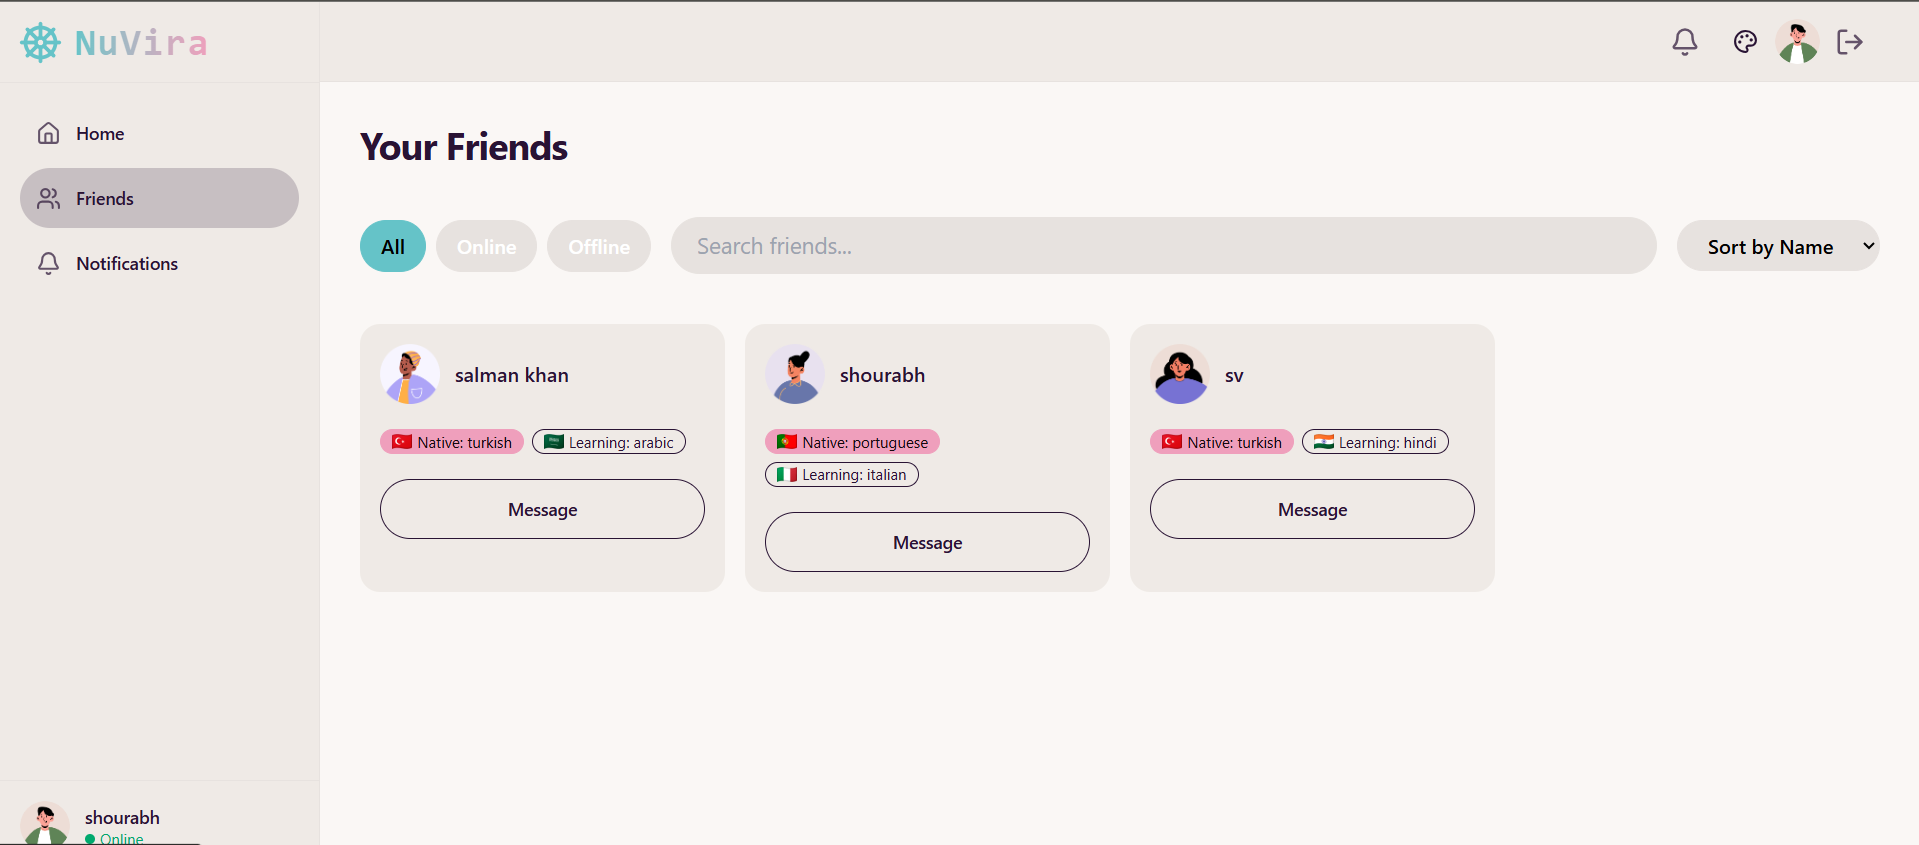 NuVira
Home
Friends
Notifications
Your Friends
All Online Offline Search friends... Sort by Name
salman khan
Native: turkish Learning: arabic
Message
shourabh
Native: portuguese
Learning: italian
Message
sv
Native: turkish Learning: hindi
Message
shourabh
Online